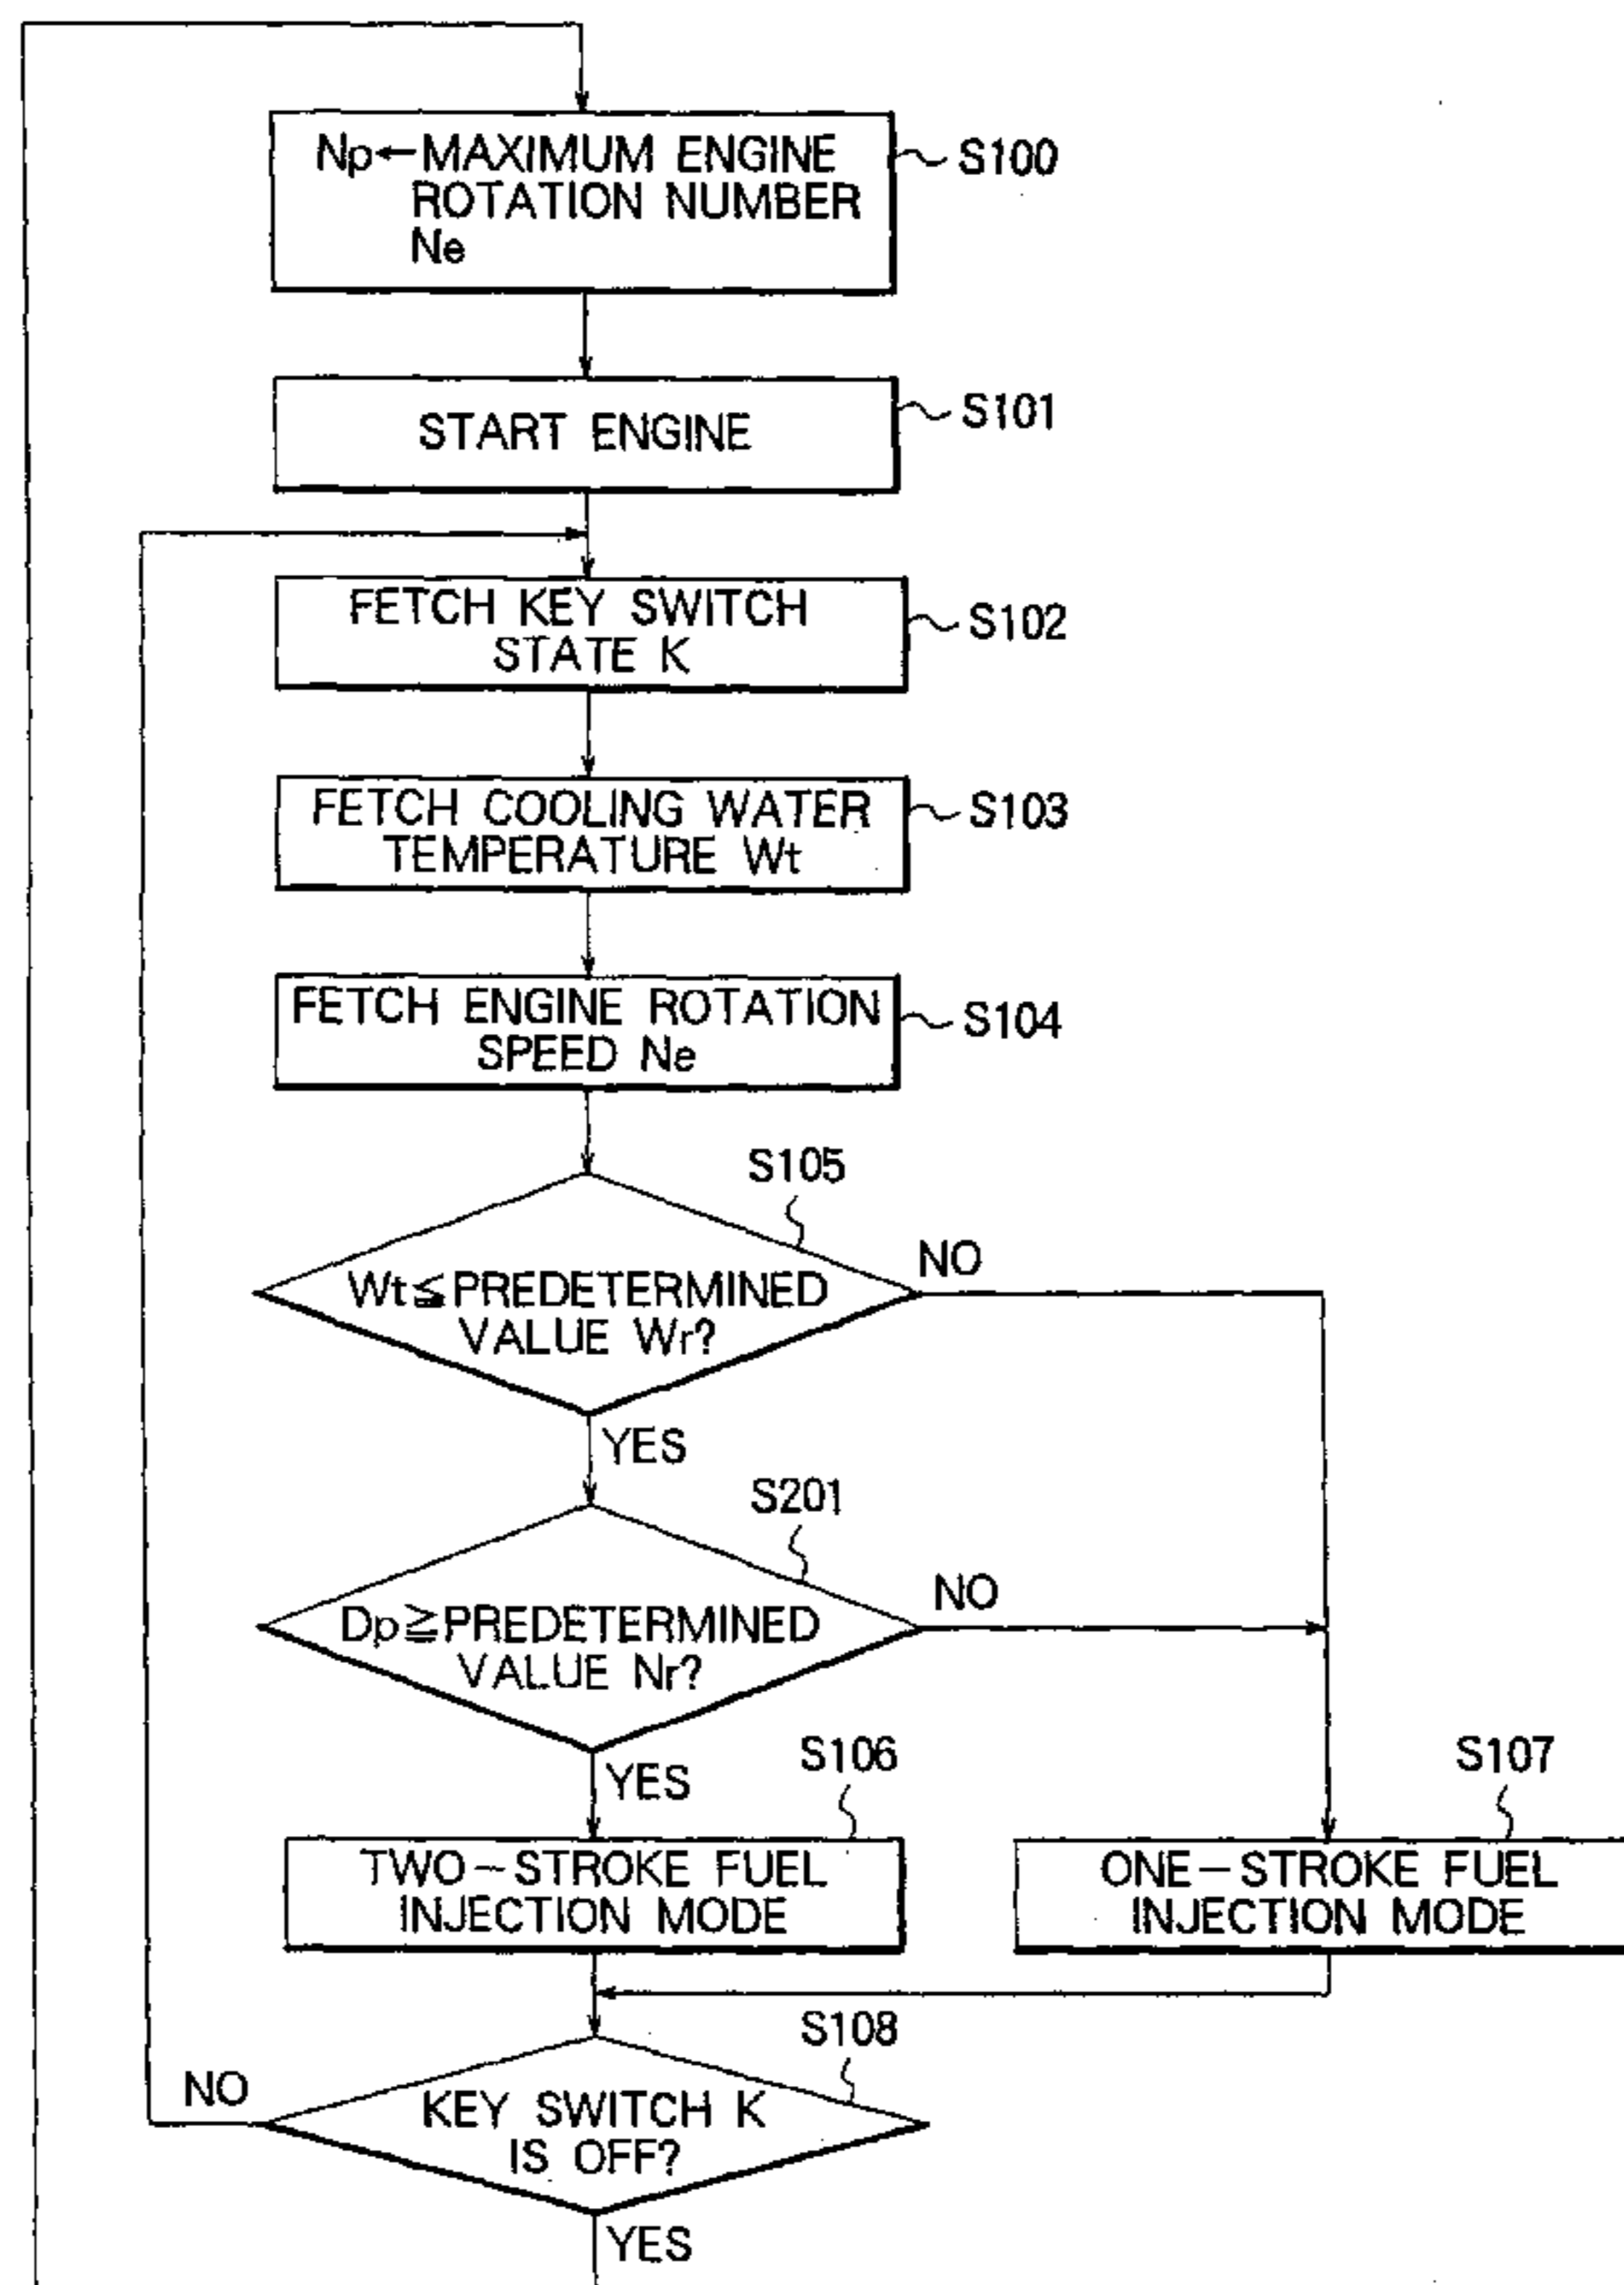 Np←MAXIMUM ENGINE
ROTATION NUMBER
Ne
S100
START ENGINE
S101
FETCH KEY SWITCH
STATE K
S102
FETCH COOLING WATER
TEMPERATURE Wt
S103
FETCH ENGINE ROTATION
SPEED Ne
S104
S105
Wt≦PREDETERMINED
VALUE Wr?
NO
YES
S201
Dp≧PREDETERMINED
VALUE Nr?
NO
YES
S106
TWO-STROKE FUEL
INJECTION MODE
S107
ONE-STROKE FUEL
INJECTION MODE
S108
KEY SWITCH K
IS OFF?
NO
YES